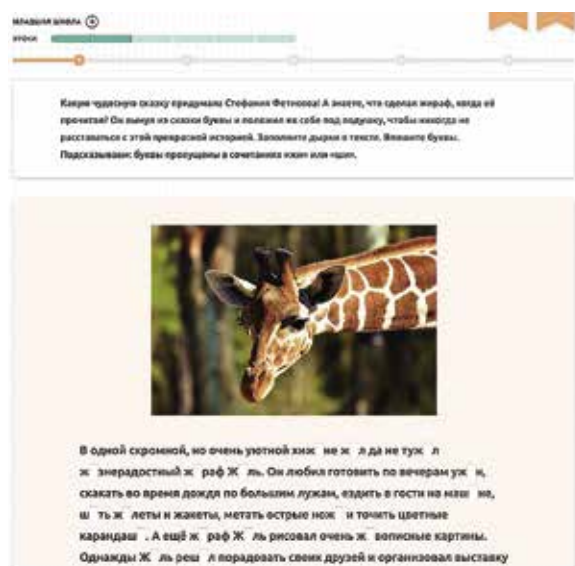 МЛАДШАЯ ШКОЛА
УРОКИ
Какую чудесную сказку придумала Стефания Фетисова! А знаете, что сделал жираф, когда её
прочитал? Он вынул из сказки буквы и положил их себе под подушку, чтобы никогда не
расставаться с этой прекрасной историей. Заполните дырки в тексте. Впишите буквы.
Подсказываем: буквы пропущены в сочетаниях «жи» или «ши».
В одной скромной, но очень уютной хиж не ж л да не туж л
ж знерадостный ж раф Ж ль. Он любил готовить по вечерам уж н,
скакать во время дождя по большим лужам, ездить в гости на маш не,
ш ть ж леты и жакеты, метать острые нож и точить цветные
карандаш . А ещё ж раф Ж ль рисовал очень ж вописные картины.
Однажды Ж ль реш л порадовать своих друзей и организовал выставку